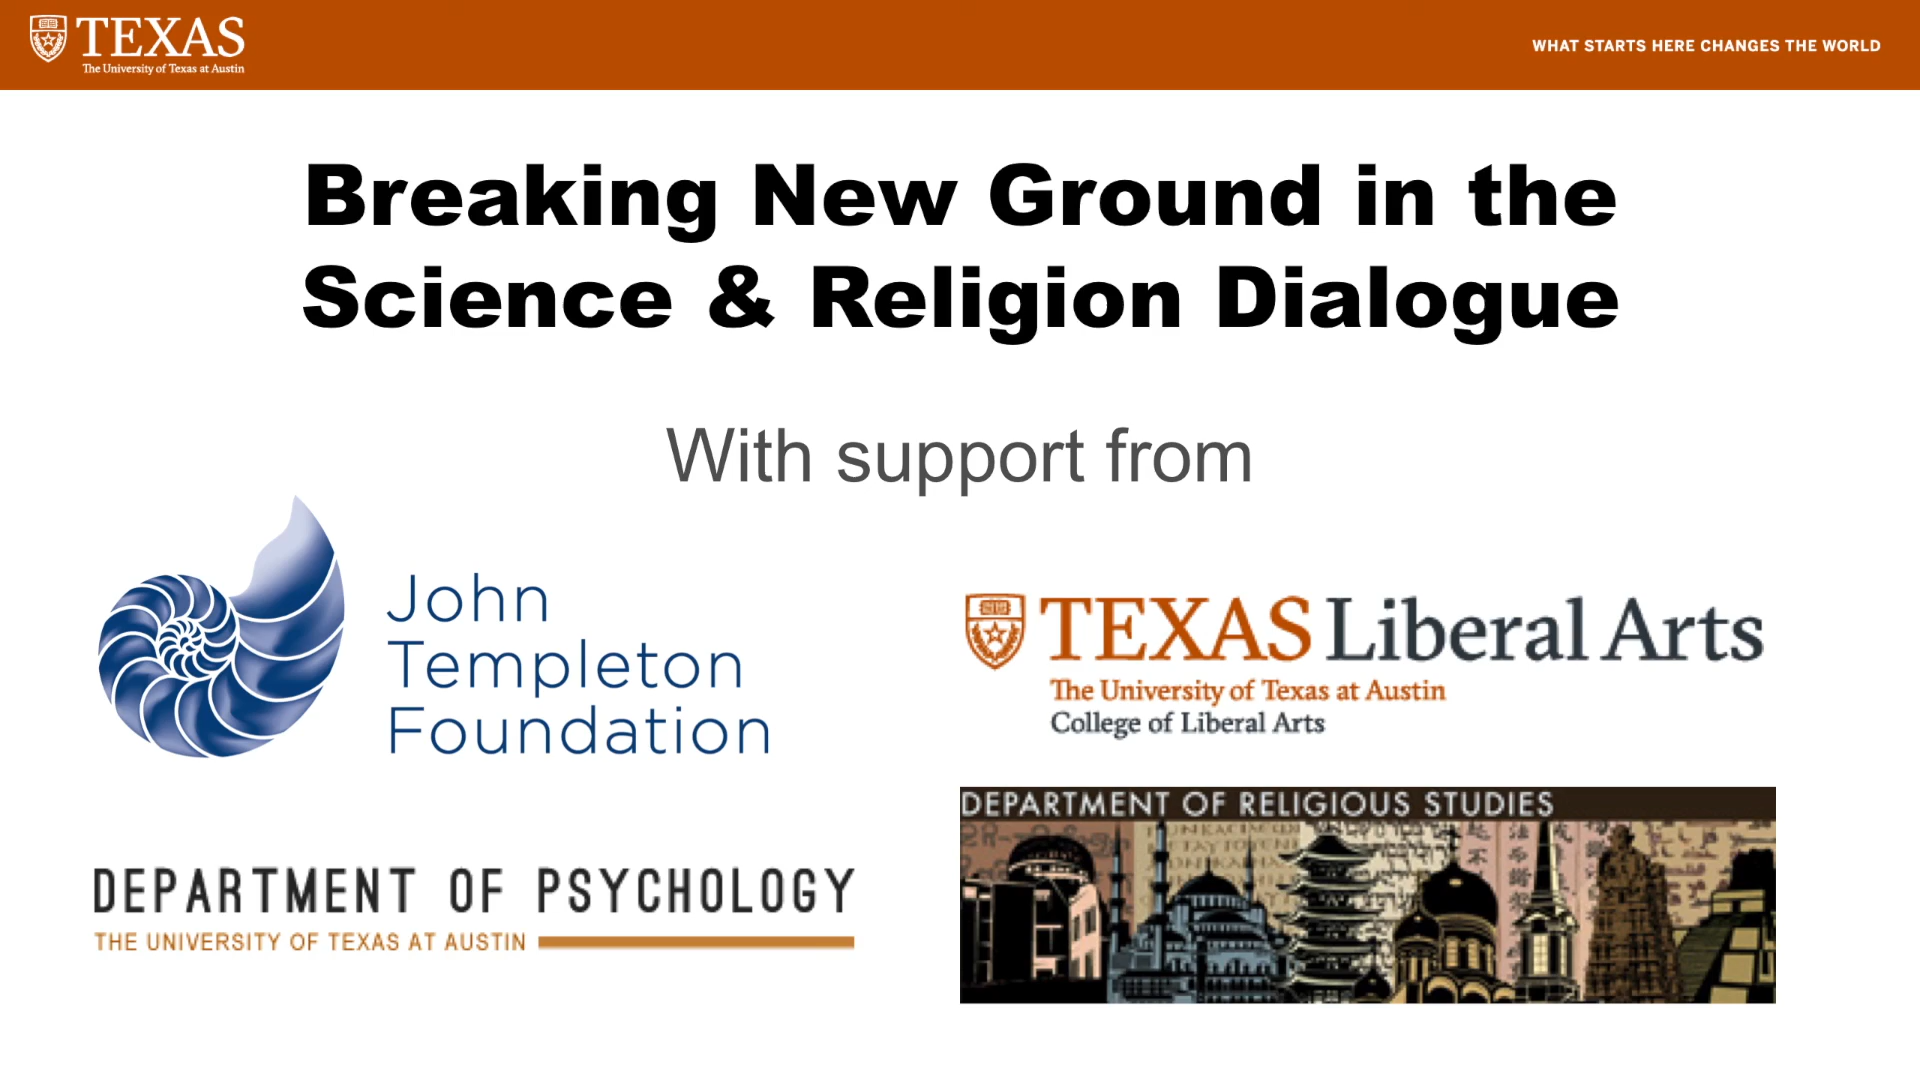 TEXAS
The University of Texas at Austin
WHAT STARTS HERE CHANGES THE WORLD
Breaking New Ground in the
Science & Religion Dialogue
With support from
John
Templeton
Foundation
TEXAS Liberal Arts
The University of Texas at Austin
College of Liberal Arts
DEPARTMENT OF PSYCHOLOGY
THE UNIVERSITY OF TEXAS AT AUSTIN
DEPARTMENT OF RELIGIOUS STUDIES